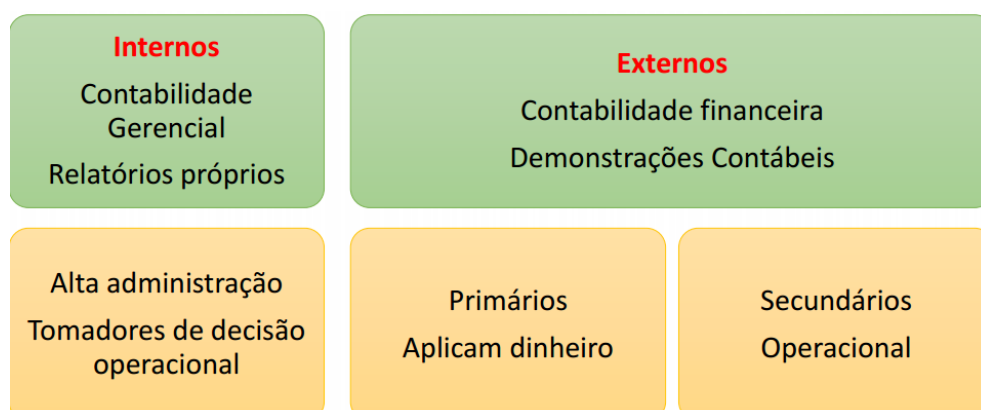 Internos
Contabilidade
Gerencial
Relatórios próprios
Externos
Contabilidade financeira
Demonstrações Contábeis
Alta administração
Tomadores de decisão
operacional
Primários
Aplicam dinheiro
Secundários
Operacional